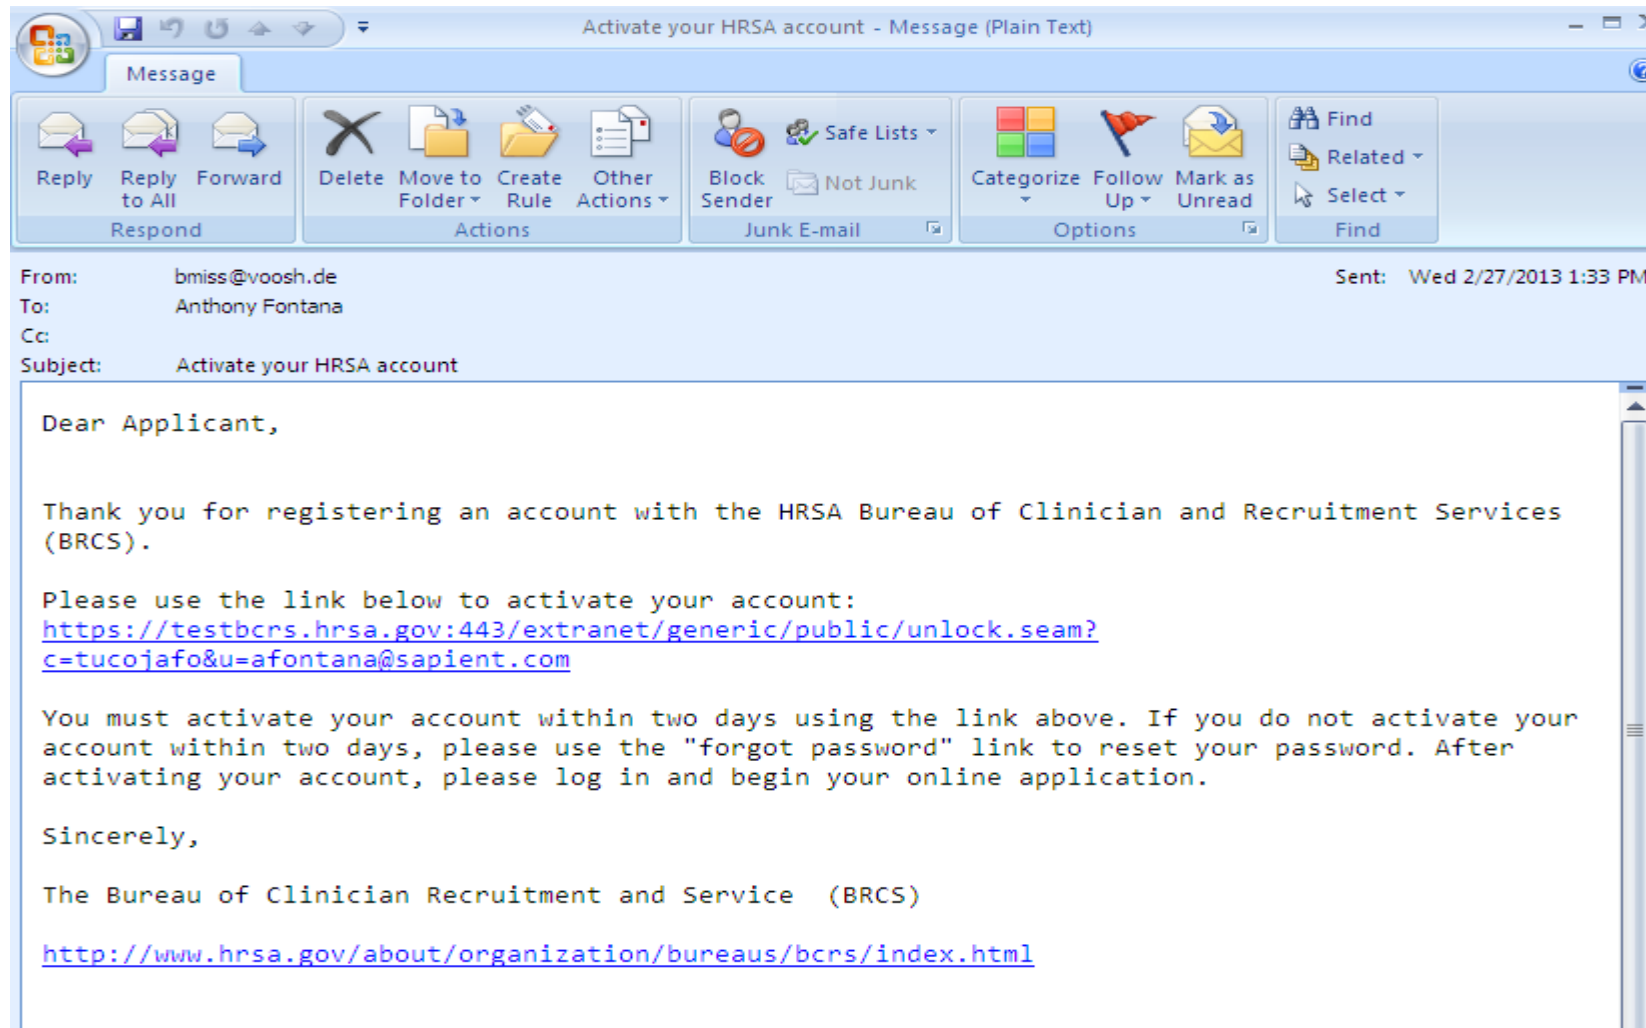 Activate your HRSA account - Message (Plain Text)
Message
Reply
Reply to All
Forward
Respond
Delete
Move to Folder
Create Rule
Other Actions
Actions
Block Sender
Safe Lists
Not Junk
Junk E-mail
Categorize
Follow Up
Mark as Unread
Options
Find
Related
Select
Find
From: bmiss@voosh.de
Sent: Wed 2/27/2013 1:33 PM
To: Anthony Fontana
Cc:
Subject: Activate your HRSA account
Dear Applicant,
Thank you for registering an account with the HRSA Bureau of Clinician and Recruitment Services
(BRCS).
Please use the link below to activate your account:
https://testbcrs.hrsa.gov:443/extranet/generic/public/unlock.seam?
c=tucojafo&u=afontana@sapient.com
You must activate your account within two days using the link above. If you do not activate your
account within two days, please use the "forgot password" link to reset your password. After
activating your account, please log in and begin your online application.
Sincerely,
The Bureau of Clinician Recruitment and Service  (BRCS)
http://www.hrsa.gov/about/organization/bureaus/bcrs/index.html